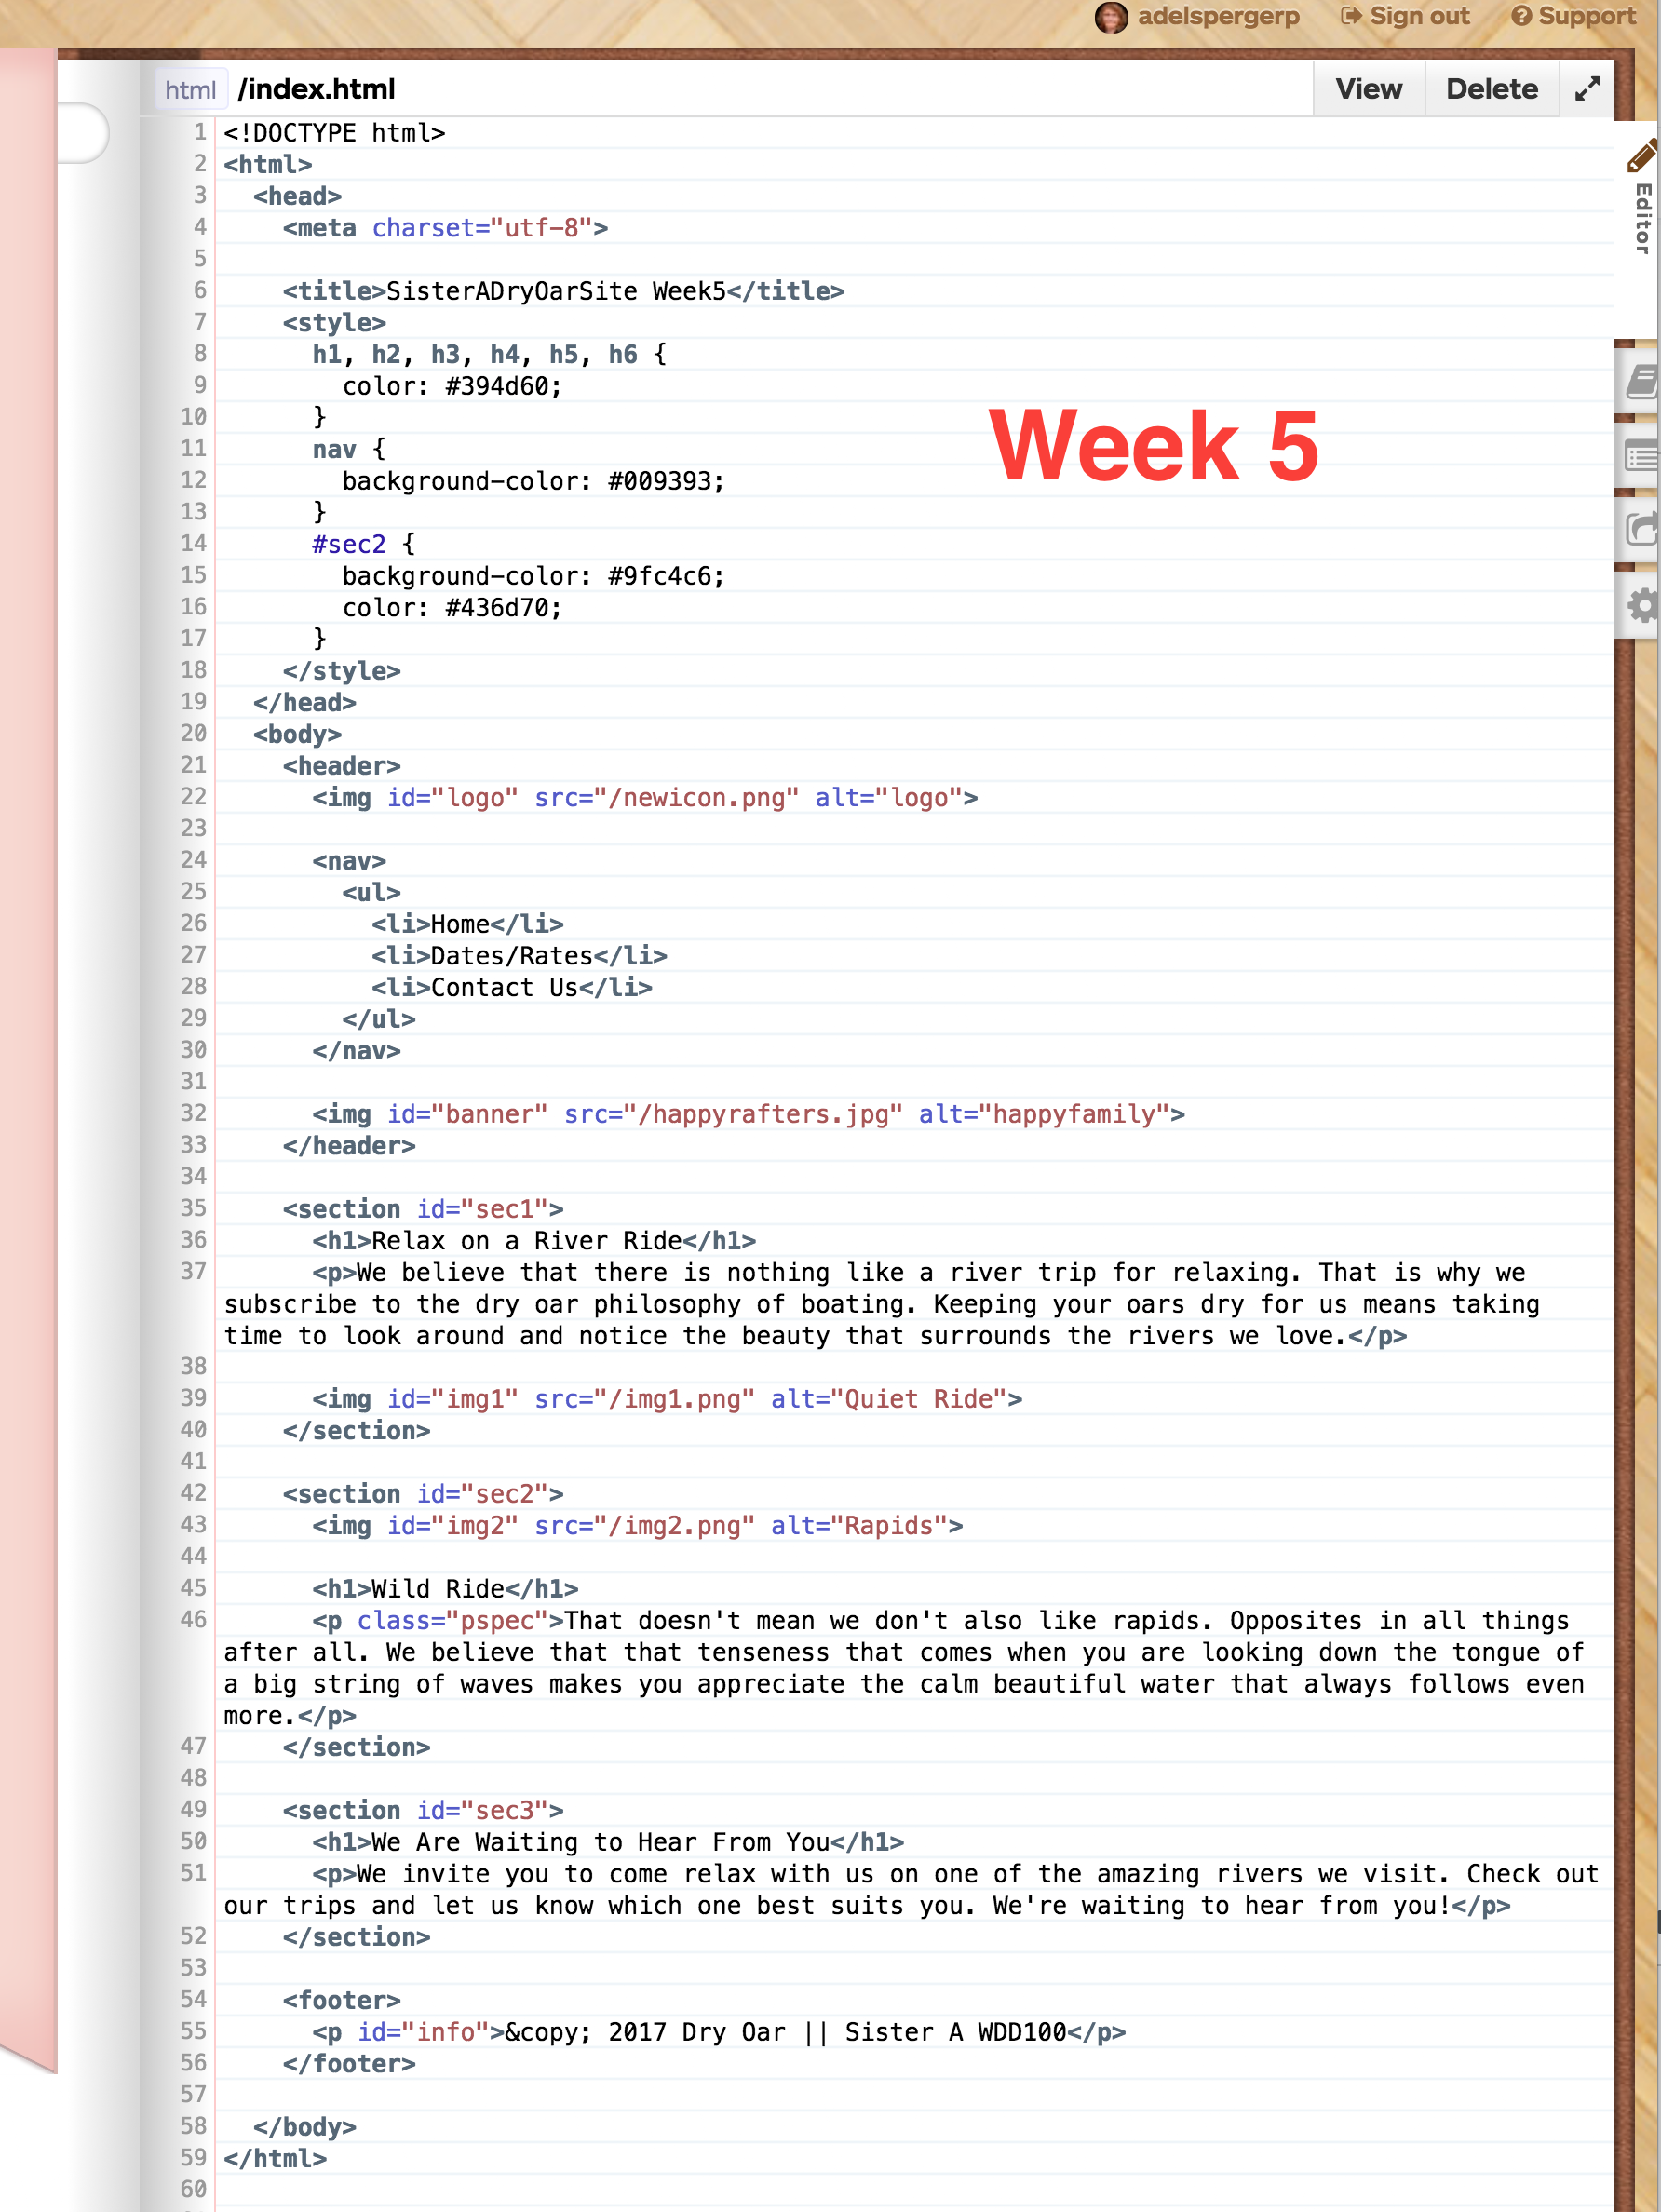 adelspergerp Sign out Support
html /index.html View Delete
Editor
1 <!DOCTYPE html>
2 <html>
3   <head>
4     <meta charset="utf-8">
5
6     <title>SisterADryOarSite Week5</title>
7     <style>
8       h1, h2, h3, h4, h5, h6 {
9         color: #394d60;
10       }
11       nav {
12         background-color: #009393;
13       }
14       #sec2 {
15         background-color: #9fc4c6;
16         color: #436d70;
17       }
18     </style>
19   </head>
20   <body>
21     <header>
22       <img id="logo" src="/newicon.png" alt="logo">
23
24       <nav>
25         <ul>
26           <li>Home</li>
27           <li>Dates/Rates</li>
28           <li>Contact Us</li>
29         </ul>
30       </nav>
31
32       <img id="banner" src="/happyrafters.jpg" alt="happyfamily">
33     </header>
34
35     <section id="sec1">
36       <h1>Relax on a River Ride</h1>
37       <p>We believe that there is nothing like a river trip for relaxing. That is why we
subscribe to the dry oar philosophy of boating. Keeping your oars dry for us means taking
time to look around and notice the beauty that surrounds the rivers we love.</p>
38
39       <img id="img1" src="/img1.png" alt="Quiet Ride">
40     </section>
41
42     <section id="sec2">
43       <img id="img2" src="/img2.png" alt="Rapids">
44
45       <h1>Wild Ride</h1>
46       <p class="pspec">That doesn't mean we don't also like rapids. Opposites in all things
after all. We believe that that tenseness that comes when you are looking down the tongue of
a big string of waves makes you appreciate the calm beautiful water that always follows even
more.</p>
47     </section>
48
49     <section id="sec3">
50       <h1>We Are Waiting to Hear From You</h1>
51       <p>We invite you to come relax with us on one of the amazing rivers we visit. Check out
our trips and let us know which one best suits you. We're waiting to hear from you!</p>
52     </section>
53
54     <footer>
55       <p id="info">&copy; 2017 Dry Oar || Sister A WDD100</p>
56     </footer>
57
58   </body>
59 </html>
60
Week 5